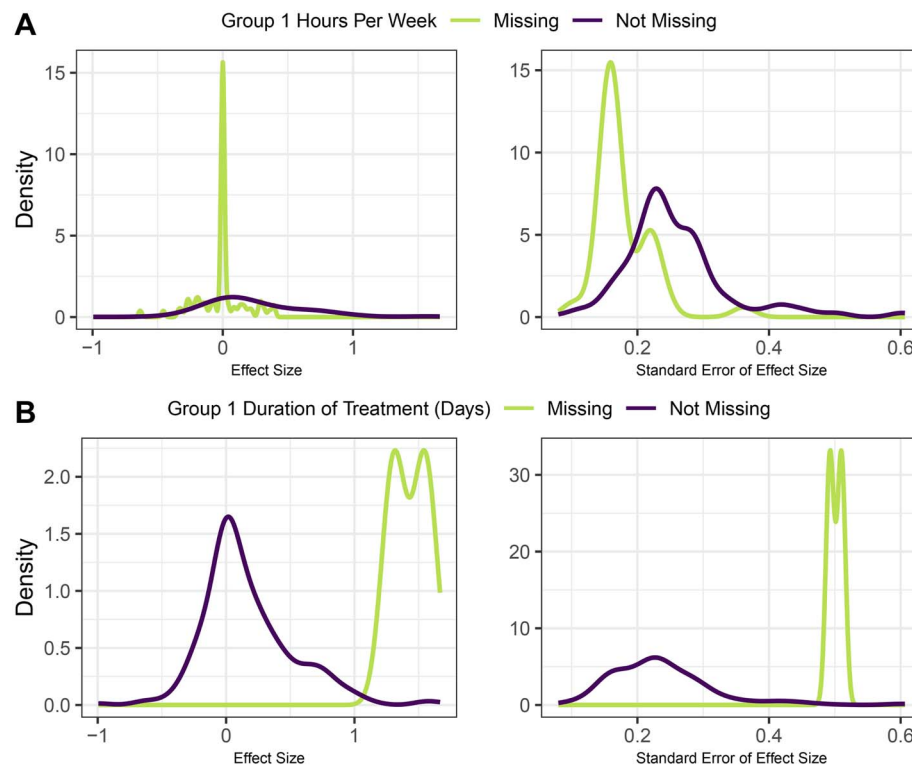 A
Group 1 Hours Per Week Missing Not Missing
Density
15
10
5
0
−1 0 1
Effect Size
15
10
5
0
0.2 0.4 0.6
Standard Error of Effect Size
B
Group 1 Duration of Treatment (Days) Missing Not Missing
Density
2.0
1.5
1.0
0.5
0.0
−1 0 1
Effect Size
30
20
10
0
0.2 0.4 0.6
Standard Error of Effect Size